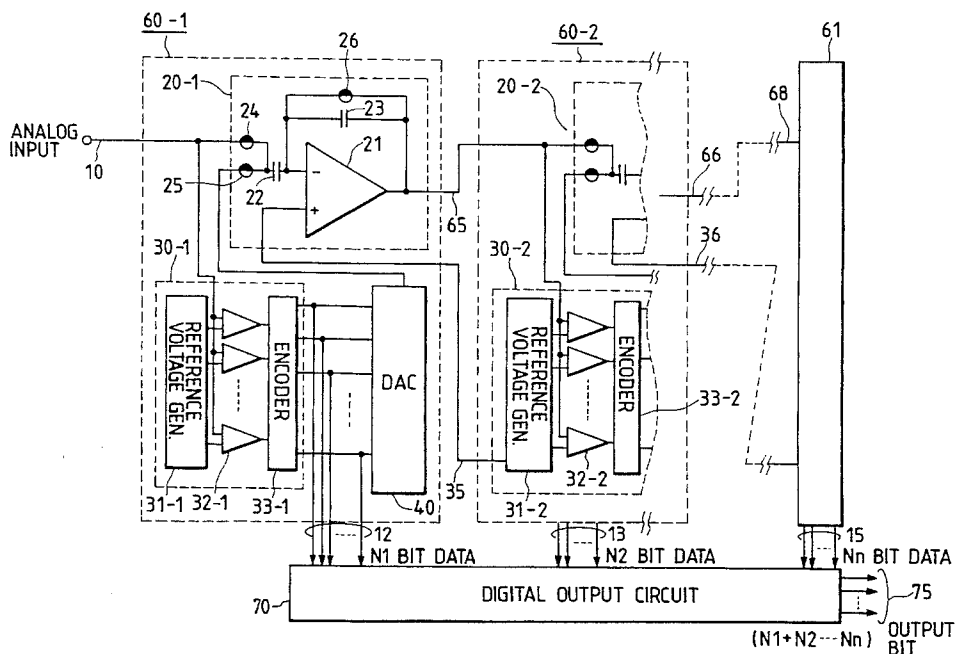 60-1
60-2
61
26
20-1
24
23
21
20-2
68
ANALOG
INPUT
10
25
22
65
66
36
30-1
30-2
REFERENCE
VOLTAGE GEN.
ENCODER
DAC
REFERENCE
VOLTAGE GEN.
ENCODER
33-2
31-1
32-1
33-1
40
35
31-2
32-2
12
13
15
N1 BIT DATA
N2 BIT DATA
Nn BIT DATA
70
DIGITAL OUTPUT CIRCUIT
75
(N1+N2---Nn)
OUTPUT
BIT